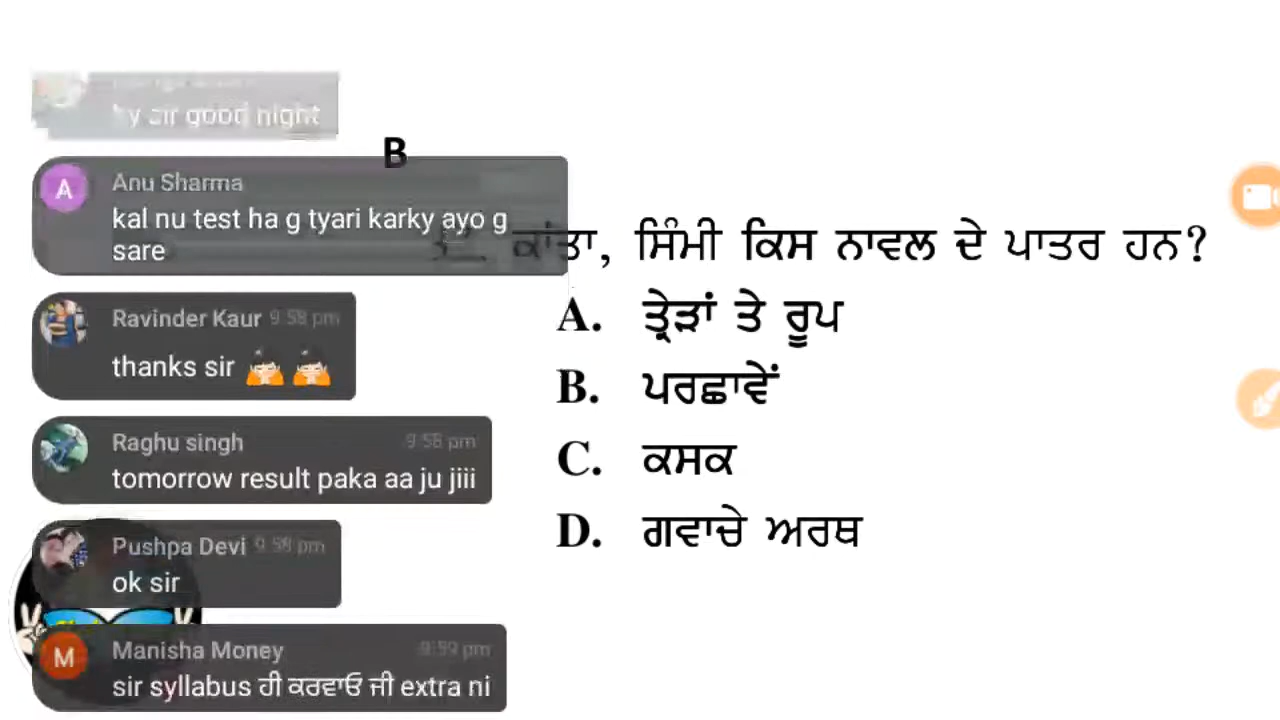 sir good night
B
Anu Sharma
kal nu test ha g tyari karky ayo g
sare
ਕਾਂਤਾ, ਸਿੰਮੀ ਕਿਸ ਨਾਵਲ ਦੇ ਪਾਤਰ ਹਨ?
Ravinder Kaur 9:58 pm
thanks sir
A. ਤ੍ਰੇੜਾਂ ਤੇ ਰੂਪ
B. ਪਰਛਾਵੇਂ
Raghu singh 9:58 pm
tomorrow result paka aa ju jiii
C. ਕਸਕ
D. ਗਵਾਚੇ ਅਰਥ
Pushpa Devi 9:58 pm
ok sir
Manisha Money 9:59 pm
sir syllabus ਹੀ ਕਰਵਾਓ ਜੀ extra ni